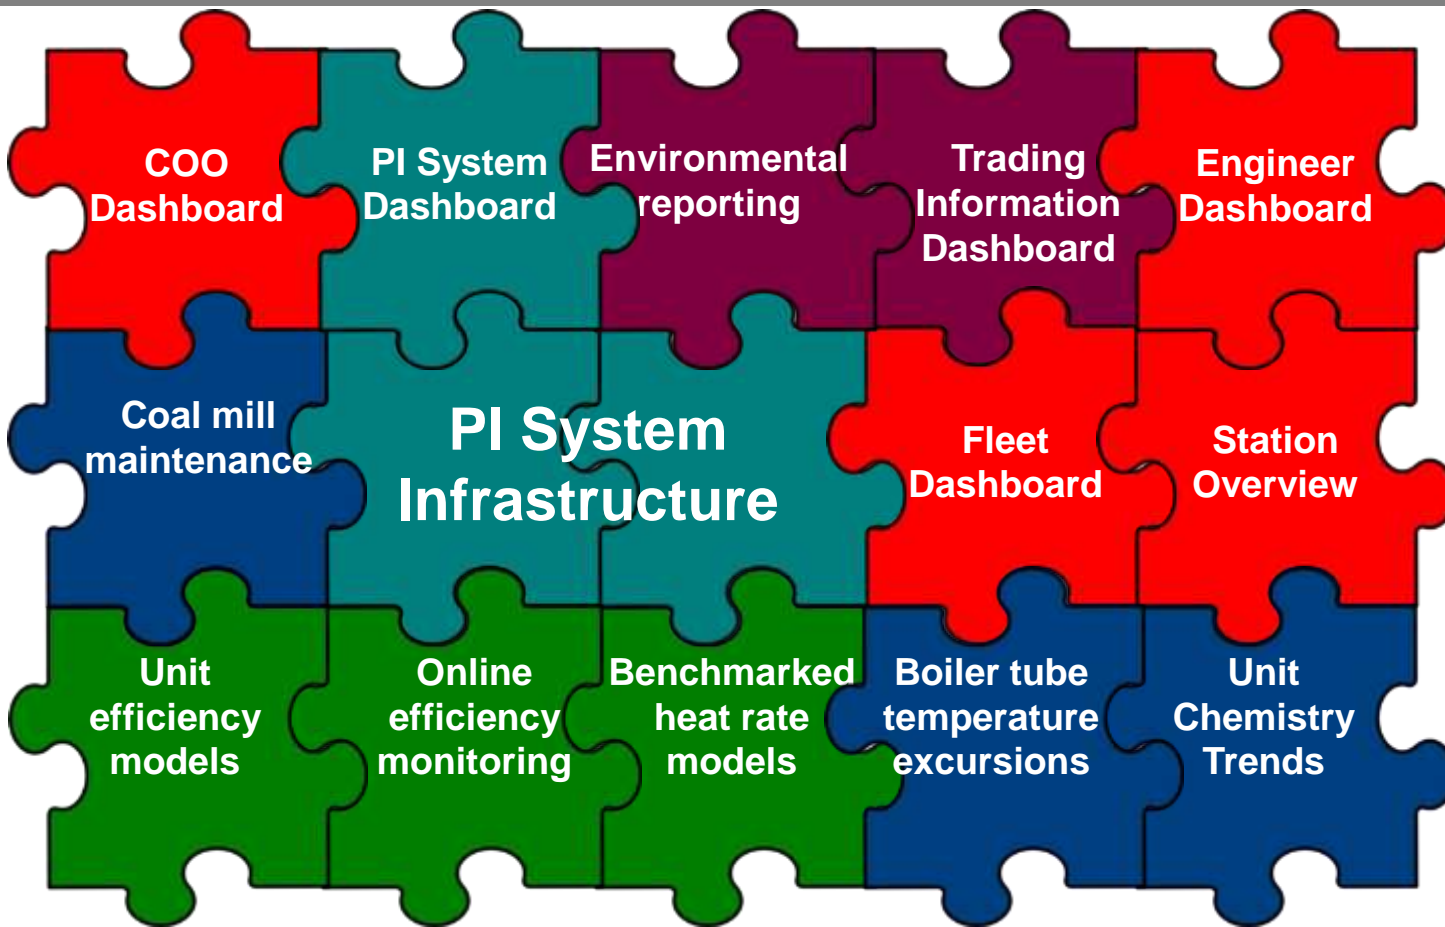 COO
Dashboard
PI System
Dashboard
Environmental
reporting
Trading
Information
Dashboard
Engineer
Dashboard
Coal mill
maintenance
PI System
Infrastructure
Fleet
Dashboard
Station
Overview
Unit
efficiency
models
Online
efficiency
monitoring
Benchmarked
heat rate
models
Boiler tube
temperature
excursions
Unit
Chemistry
Trends